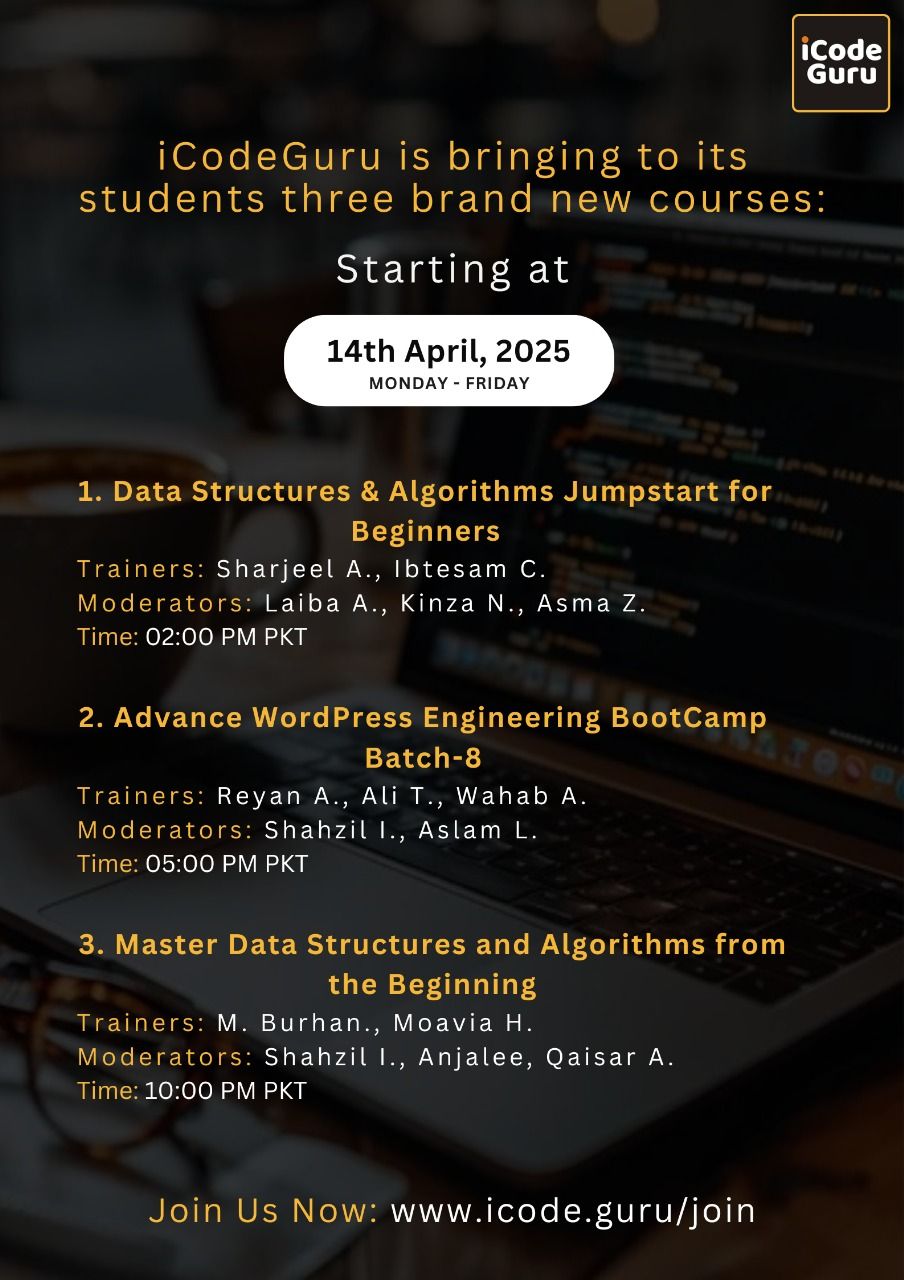 iCode
Guru
iCodeGuru is bringing to its
students three brand new courses:
Starting at
14th April, 2025
MONDAY - FRIDAY
1. Data Structures & Algorithms Jumpstart for
Beginners
Trainers: Sharjeel A., Ibtesam C.
Moderators: Laiba A., Kinza N., Asma Z.
Time: 02:00 PM PKT
2. Advance WordPress Engineering BootCamp
Batch-8
Trainers: Reyan A., Ali T., Wahab A.
Moderators: Shahzil I., Aslam L.
Time: 05:00 PM PKT
3. Master Data Structures and Algorithms from
the Beginning
Trainers: M. Burhan., Moavia H.
Moderators: Shahzil I., Anjalee, Qaisar A.
Time: 10:00 PM PKT
Join Us Now: www.icode.guru/join